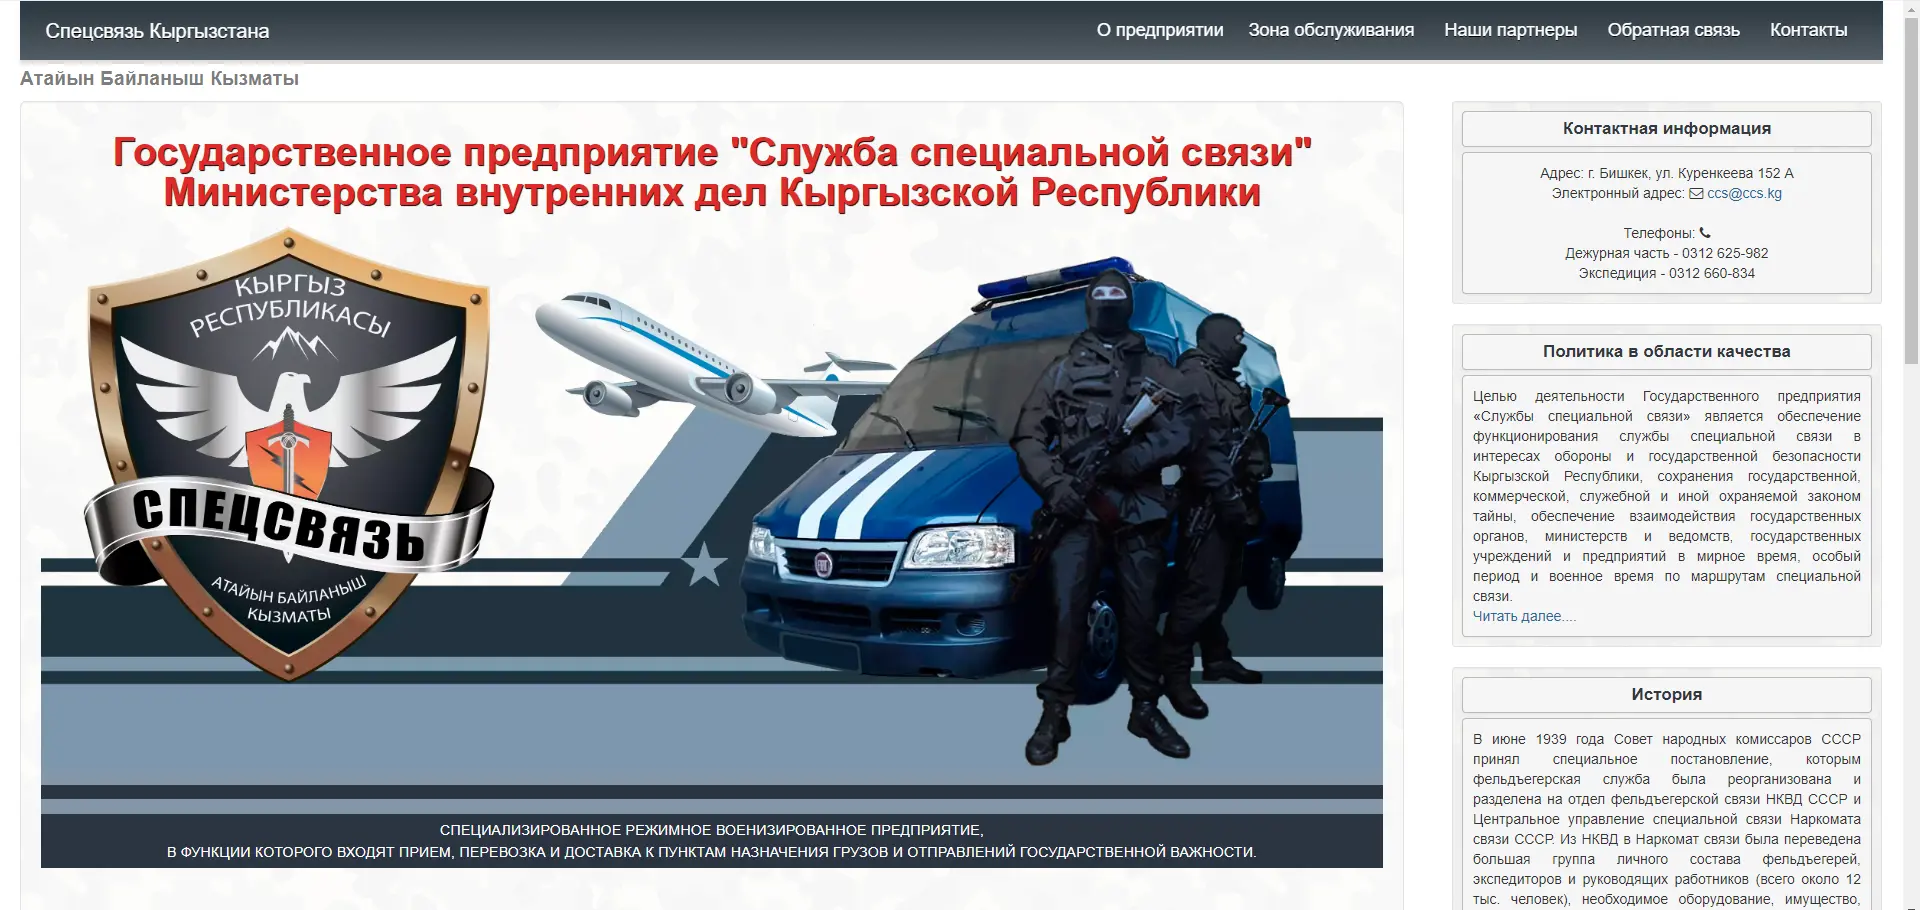 Спецсвязь Кыргызстана
О предприятии Зона обслуживания Наши партнеры Обратная связь Контакты
Атайын Байланыш Кызматы
Государственное предприятие "Служба специальной связи"
Министерства внутренних дел Кыргызской Республики
КЫРГЫЗ
РЕСПУБЛИКАСЫ
СПЕЦСВЯЗЬ
АТАЙЫН БАЙЛАНЫШ
КЫЗМАТЫ
СПЕЦИАЛИЗИРОВАННОЕ РЕЖИМНОЕ ВОЕНИЗИРОВАННОЕ ПРЕДПРИЯТИЕ,
В ФУНКЦИИ КОТОРОГО ВХОДЯТ ПРИЕМ, ПЕРЕВОЗКА И ДОСТАВКА К ПУНКТАМ НАЗНАЧЕНИЯ ГРУЗОВ И ОТПРАВЛЕНИЙ ГОСУДАРСТВЕННОЙ ВАЖНОСТИ.
Контактная информация
Адрес: г. Бишкек, ул. Куренкеева 152 А
Электронный адрес: ccs@ccs.kg
Телефоны:
Дежурная часть - 0312 625-982
Экспедиция - 0312 660-834
Политика в области качества
Целью деятельности Государственного предприятия
«Службы специальной связи» является обеспечение
функционирования службы специальной связи в
интересах обороны и государственной безопасности
Кыргызской Республики, сохранения государственной,
коммерческой, служебной и иной охраняемой законом
тайны, обеспечение взаимодействия государственных
органов, министерств и ведомств, государственных
учреждений и предприятий в мирное время, особый
период и военное время по маршрутам специальной
связи.
Читать далее....
История
В июне 1939 года Совет народных комиссаров СССР
принял специальное постановление, которым
фельдъегерская служба была реорганизована и
разделена на отдел фельдъегерской связи НКВД СССР и
Центральное управление специальной связи Наркомата
связи СССР. Из НКВД в Наркомат связи была переведена
большая группа личного состава фельдъегерей,
экспедиторов и руководящих работников (всего около 12
тыс. человек), необходимое оборудование, имущество,